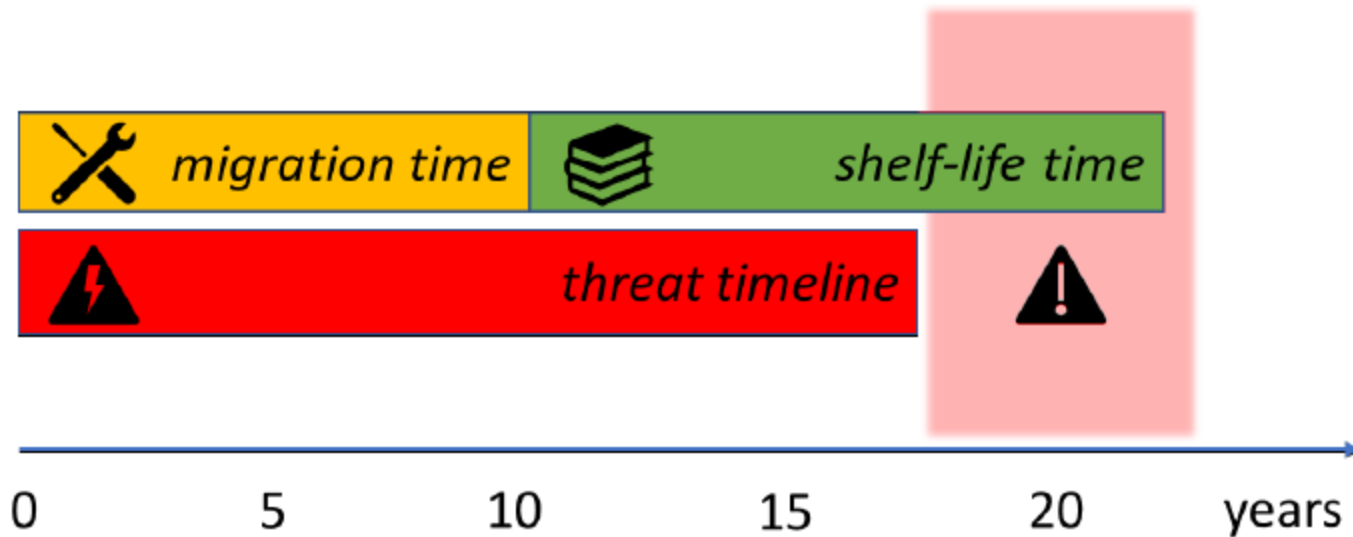 migration time
shelf-life time
threat timeline
0 5 10 15 20 years